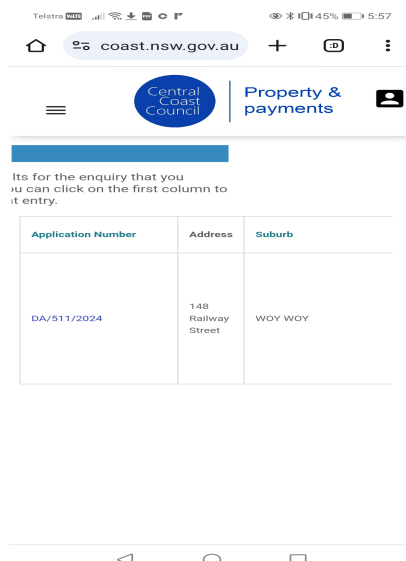 Telstra VoLTE 45% 5:57
coast.nsw.gov.au :D
Central
Coast
Council
Property &
payments
lts for the enquiry that you
u can click on the first column to
t entry.
Application Number Address Suburb
DA/511/2024 148 Railway Street WOY WOY